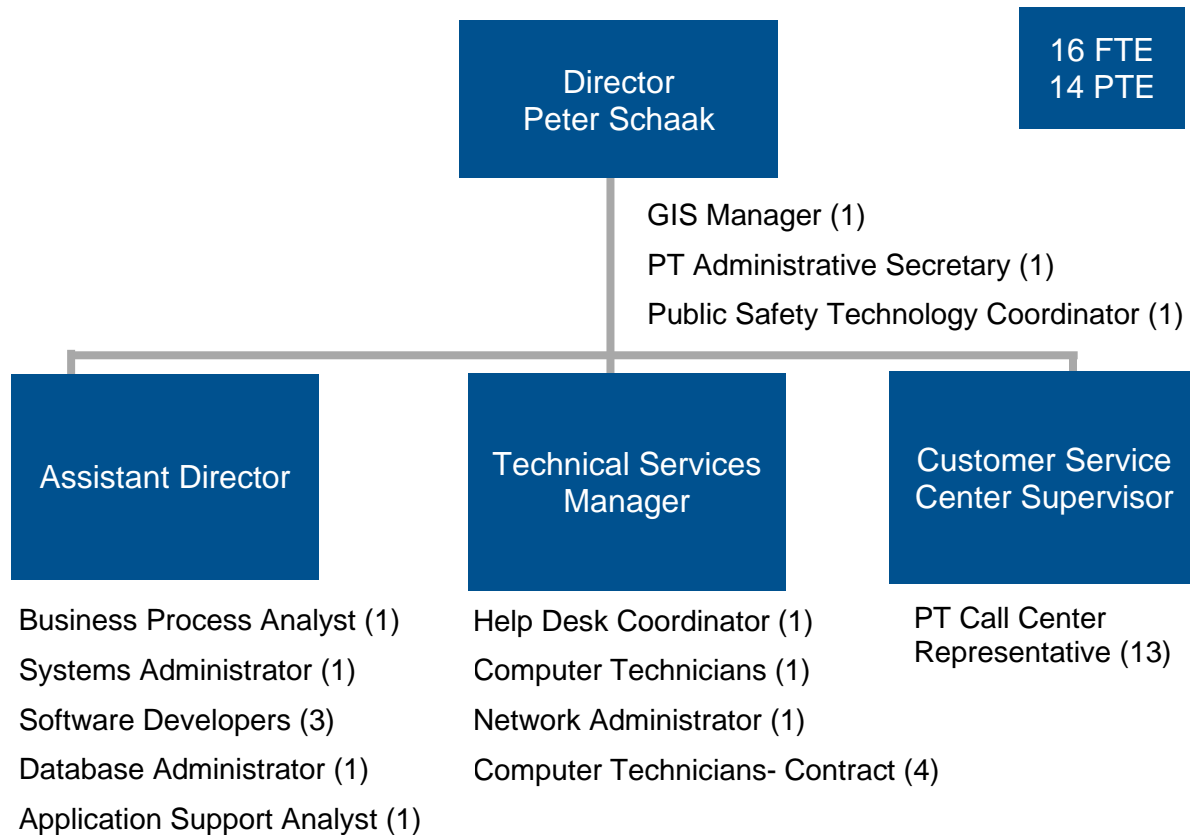 Director
Peter Schaak
16 FTE
14 PTE
GIS Manager (1)
PT Administrative Secretary (1)
Public Safety Technology Coordinator (1)
Assistant Director
Technical Services
Manager
Customer Service
Center Supervisor
Business Process Analyst (1)
Systems Administrator (1)
Software Developers (3)
Database Administrator (1)
Application Support Analyst (1)
Help Desk Coordinator (1)
Computer Technicians (1)
Network Administrator (1)
Computer Technicians- Contract (4)
PT Call Center
Representative (13)